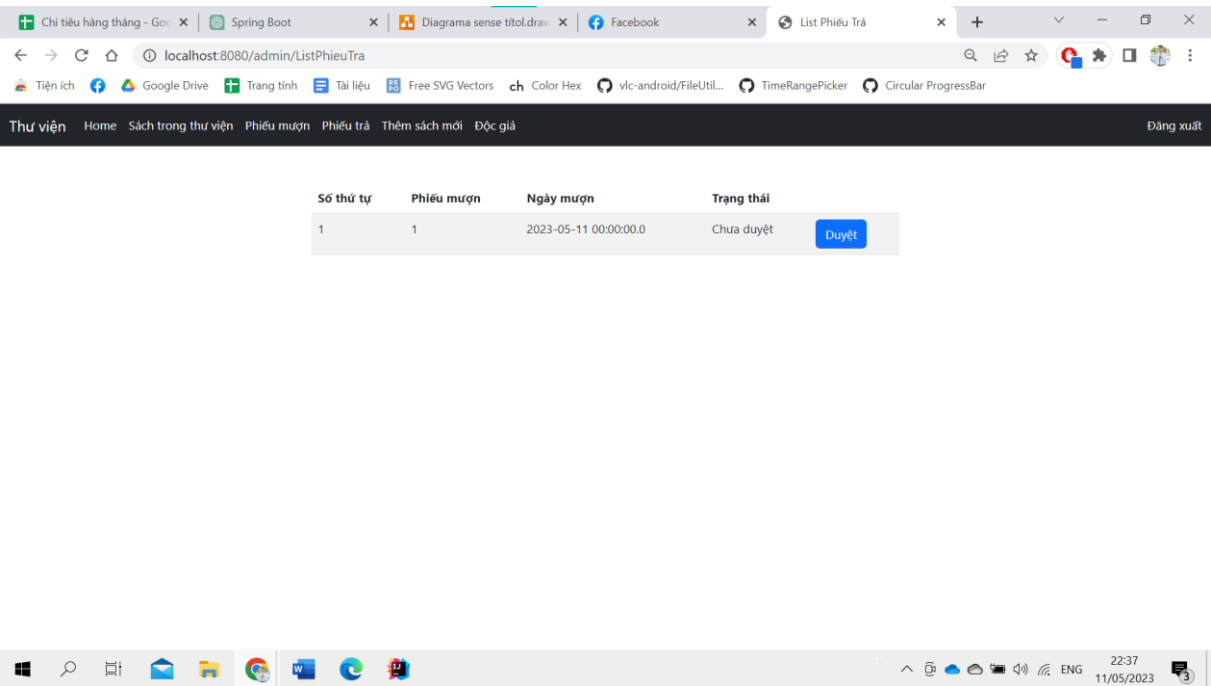 Chi tiêu hàng tháng - Goo
Spring Boot
Diagrama sense títol.draw
Facebook
List Phiếu Trả
localhost:8080/admin/ListPhieuTra
Tiện ích
Google Drive
Trang tính
Tài liệu
Free SVG Vectors
ch Color Hex
vlc-android/FileUtil...
TimeRangePicker
Circular ProgressBar
Thư viện Home Sách trong thư viện Phiếu mượn Phiếu trả Thêm sách mới Độc giả Đăng xuất
Số thứ tự Phiếu mượn Ngày mượn Trạng thái
1 1 2023-05-11 00:00:00.0 Chưa duyệt Duyệt
ENG
22:37
11/05/2023
3